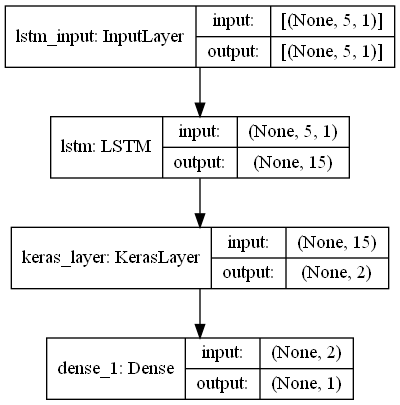 lstm_input: InputLayer
input:
[(None, 5, 1)]
output:
[(None, 5, 1)]
lstm: LSTM
input:
(None, 5, 1)
output:
(None, 15)
keras_layer: KerasLayer
input:
(None, 15)
output:
(None, 2)
dense_1: Dense
input:
(None, 2)
output:
(None, 1)